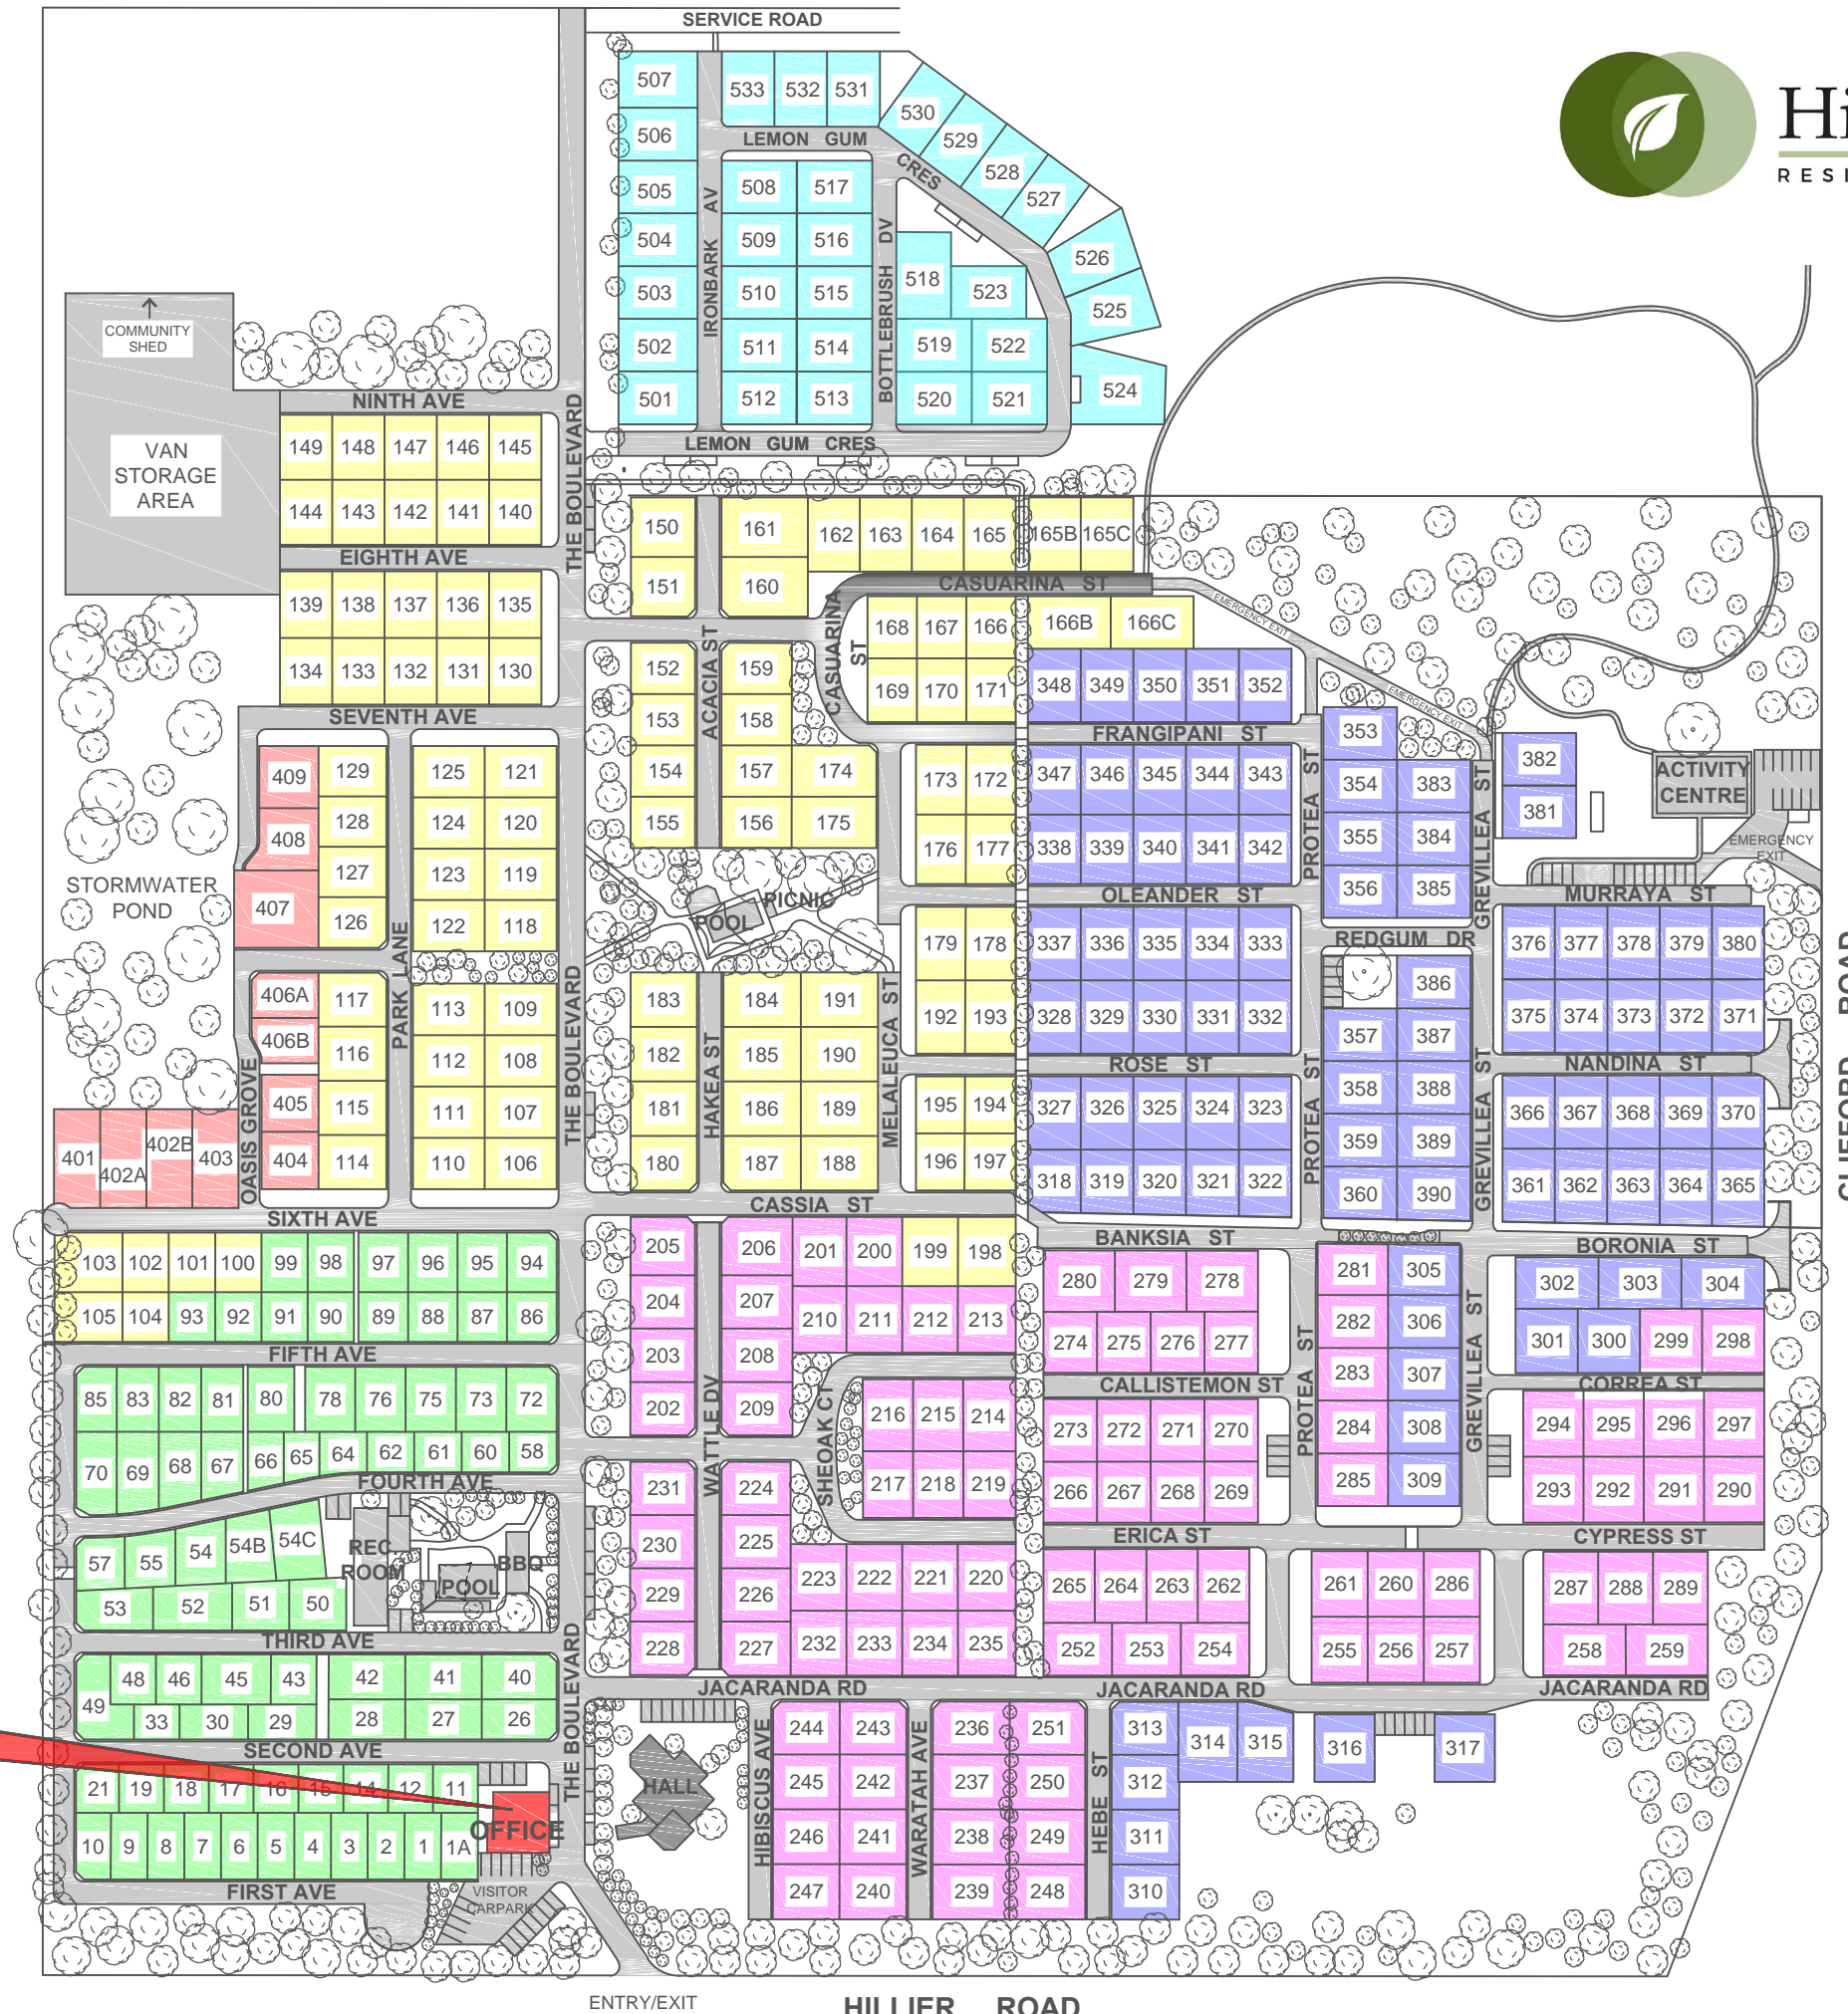 SERVICE ROAD
Hi
RESI
507 533 532 531
530
506
LEMON GUM
529
CRES
528
505 508 517
527
IRONBARK AV
504 509 516
BOTTLEBRUSH DV
526
503 510 515 518 523
525
502 511 514 519 522
501 512 513 520 521
524
LEMON GUM CRES
COMMUNITY
SHED
VAN
STORAGE
AREA
NINTH AVE
149 148 147 146 145
144 143 142 141 140
EIGHTH AVE
139 138 137 136 135
134 133 132 131 130
SEVENTH AVE
THE BOULEVARD
150 161 162 163 164 165 165B 165C
151 160
CASUARINA ST
CASUARINA
ST
168 167 166 166B 166C
169 170 171
EMERGENCY EXIT
EMERGENCY EXIT
ACACIA ST
152 159
153 158
154 157 174
155 156 175
348 349 350 351 352
FRANGIPANI ST
173 172 347 346 345 344 343
176 177 338 339 340 341 342
OLEANDER ST
PROTEA ST
353
354 383
355 384
356 385
GREVILLEA ST
382
381
ACTIVITY
CENTRE
EMERGENCY
EXIT
MURRAYA ST
REDGUM DR
STORMWATER
POND
409 129 125 121
408 128 124 120
127 123 119
407 126 122 118
PARK LANE
PICNIC
POOL
406A 117 113 109
406B 116 112 108
405 115 111 107
404 114 110 106
OASIS GROVE
401 402A 402B 403
THE BOULEVARD
183 184 191
182 185 190
181 186 189
180 187 188
HAKEA ST
MELALEUCA ST
179 178 337 336 335 334 333
192 193 328 329 330 331 332
ROSE ST
195 194 327 326 325 324 323
196 197 318 319 320 321 322
PROTEA ST
386
357 387
358 388
359 389
360 390
GREVILLEA ST
376 377 378 379 380
375 374 373 372 371
NANDINA ST
366 367 368 369 370
361 362 363 364 365
CLIFFORD ROAD
SIXTH AVE
CASSIA ST
BANKSIA ST
BORONIA ST
103 102 101 100 99 98 97 96 95 94
105 104 93 92 91 90 89 88 87 86
FIFTH AVE
205 206 201 200 199 198
204 207 210 211 212 213
203 208
202 209
WATTLE DV
SHEOAK CT
216 215 214
217 218 219
280 279 278
274 275 276 277
CALLISTEMON ST
273 272 271 270
266 267 268 269
ERICA ST
PROTEA ST
281 305
282 306
283 307
284 308
285 309
GREVILLEA ST
302 303 304
301 300 299 298
CORREA ST
294 295 296 297
293 292 291 290
CYPRESS ST
85 83 82 81 80 78 76 75 73 72
70 69 68 67 66 65 64 62 61 60 58
FOURTH AVE
57 55 54 54B 54C
53 52 51 50
REC.
ROOM
POOL
BBQ
THIRD AVE
231 224
230 225
229 226
228 227
223 222 221 220
232 233 234 235
265 264 263 262
252 253 254
261 260 286
255 256 257
287 288 289
258 259
JACARANDA RD
JACARANDA RD
JACARANDA RD
49 48 46 45 43 42 41 40
33 30 29 28 27 26
SECOND AVE
THE BOULEVARD
21 19 18 17 16 15 14 12 11
10 9 8 7 6 5 4 3 2 1 1A
OFFICE
FIRST AVE
VISITOR
CARPARK
HALL
HIBISCUS AVE
244 243
245 242
246 241
247 240
WARATAH AVE
236 251
237 250
238 249
239 248
HEBE ST
313 314 315 316 317
312
311
310
ENTRY/EXIT
HILLIER ROAD